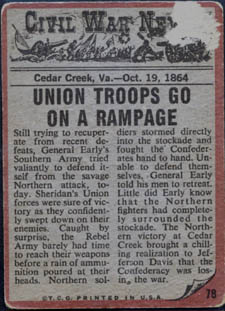 CIVIL WAR NEWS
Cedar Creek, Va.—Oct. 19, 1864
UNION TROOPS GO
ON A RAMPAGE
Still trying to recuper-
ate from recent de-
feats, General Early's
Southern Army tried
valiantly to defend it-
self from the savage
Northern attack, to-
day. Sheridan's Union
forces were sure of vic-
tory as they confident-
ly swept down on their
enemies. Caught by
surprise, the Rebel
Army barely had time
to reach their weapons
before a rain of ammu-
nition poured at their
heads. Northern sol-
diers stormed directly
into the stockade and
fought the Confeder-
ates hand to hand. Un-
able to defend them-
selves, General Early
told his men to retreat.
Little did Early know
that the Northern
fighters had complete-
ly surrounded the
stockade. The North-
ern victory at Cedar
Creek brought a chill-
ing realization to Jef-
ferson Davis that the
Confederacy was los-
ing the war.
©T.C.G. PRINTED IN U.S.A.
78